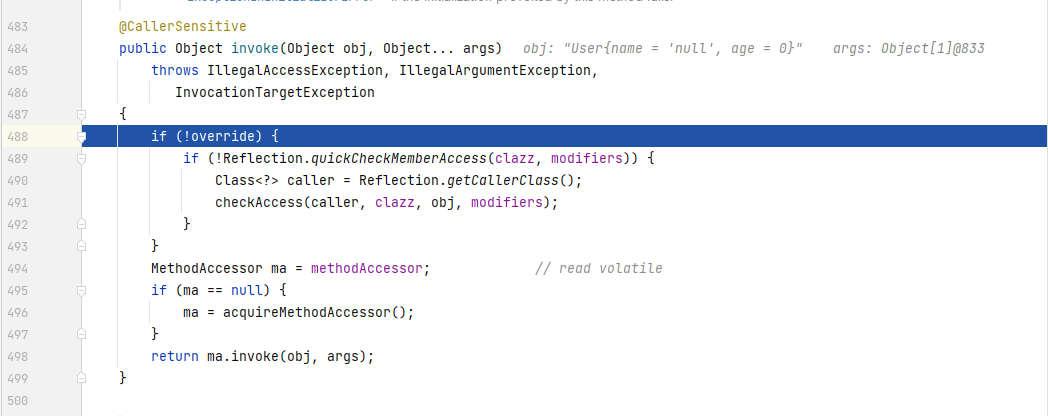 483 @CallerSensitive
484 public Object invoke(Object obj, Object... args) obj: "User{name = 'null', age = 0}" args: Object[1]@833
485 throws IllegalAccessException, IllegalArgumentException,
486 InvocationTargetException
487 {
488 if (!override) {
489 if (!Reflection.quickCheckMemberAccess(clazz, modifiers)) {
490 Class<?> caller = Reflection.getCallerClass();
491 checkAccess(caller, clazz, obj, modifiers);
492 }
493 }
494 MethodAccessor ma = methodAccessor; // read volatile
495 if (ma == null) {
496 ma = acquireMethodAccessor();
497 }
498 return ma.invoke(obj, args);
499 }
500